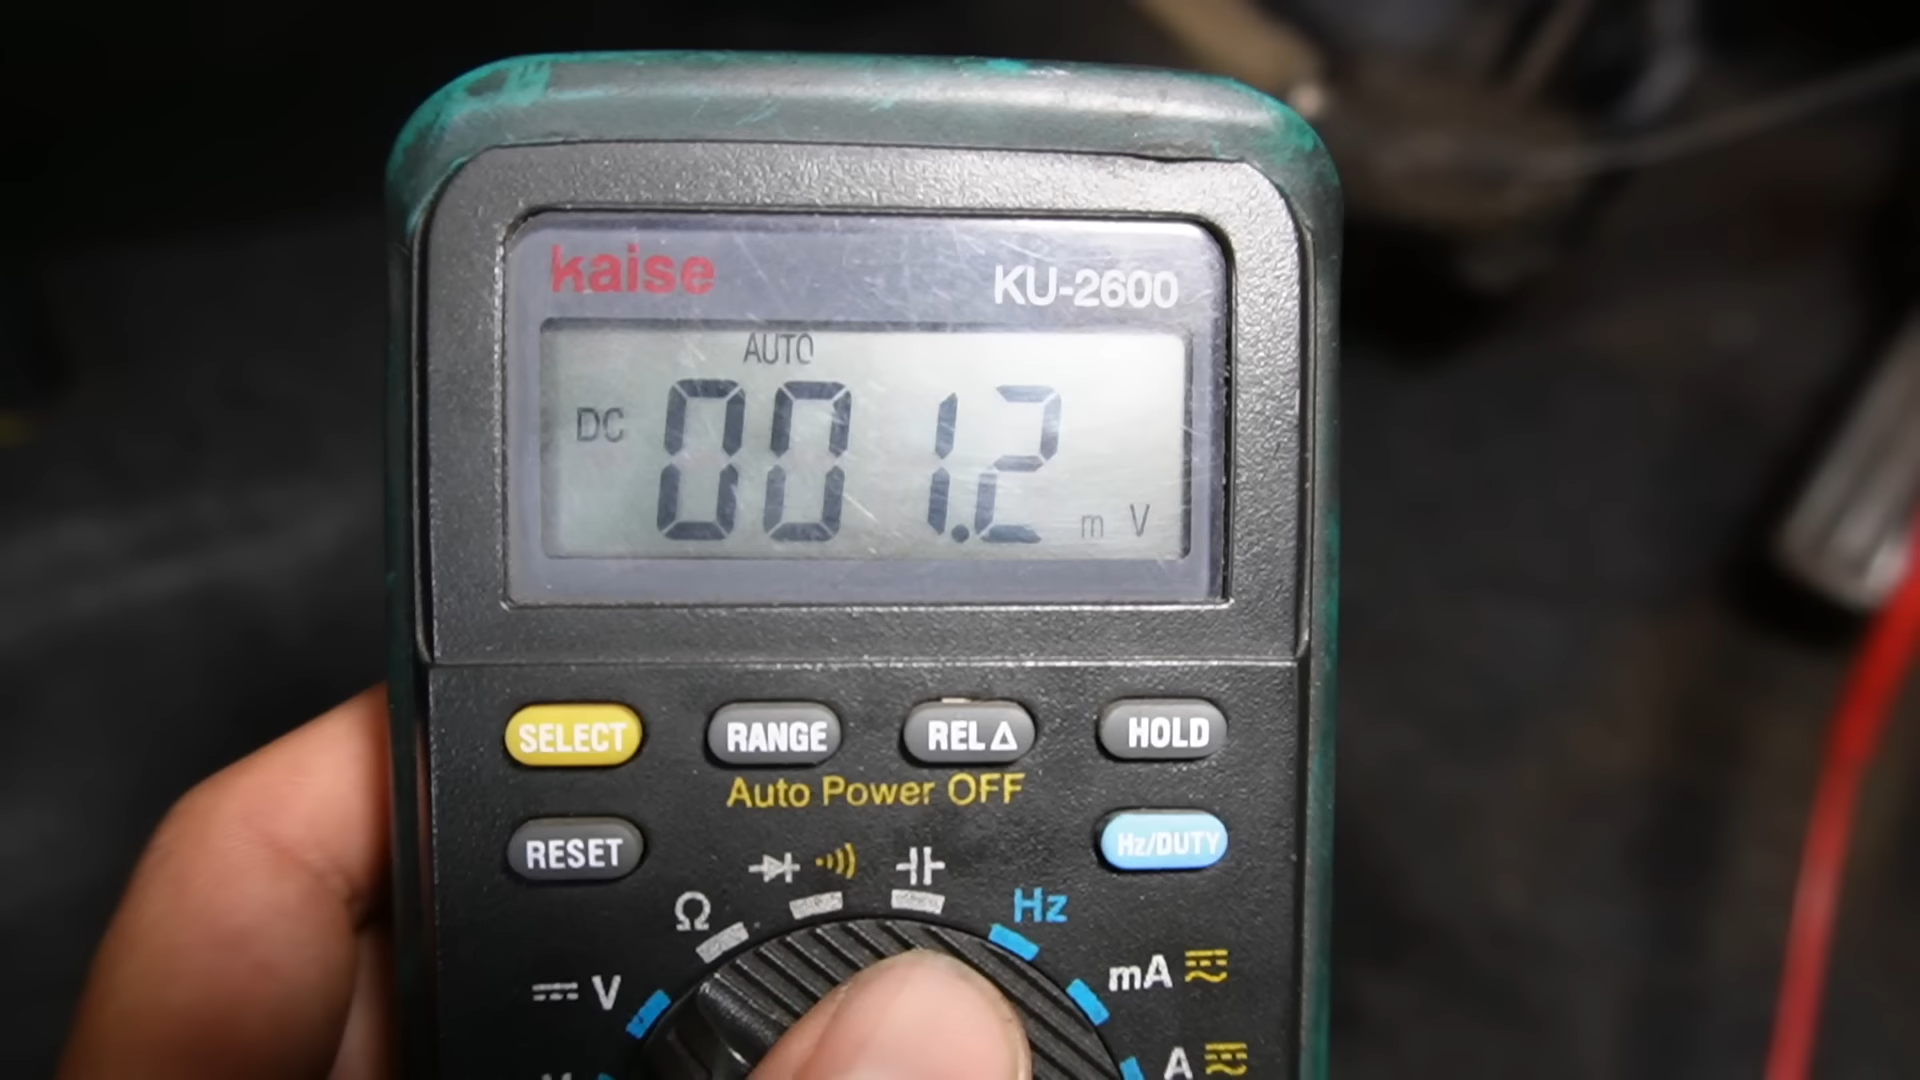 kaise
KU-2600
AUTO
DC 001.2 m V
SELECT RANGE REL△ HOLD
Auto Power OFF
RESET Hz/DUTY
Ω Hz
V mA
A